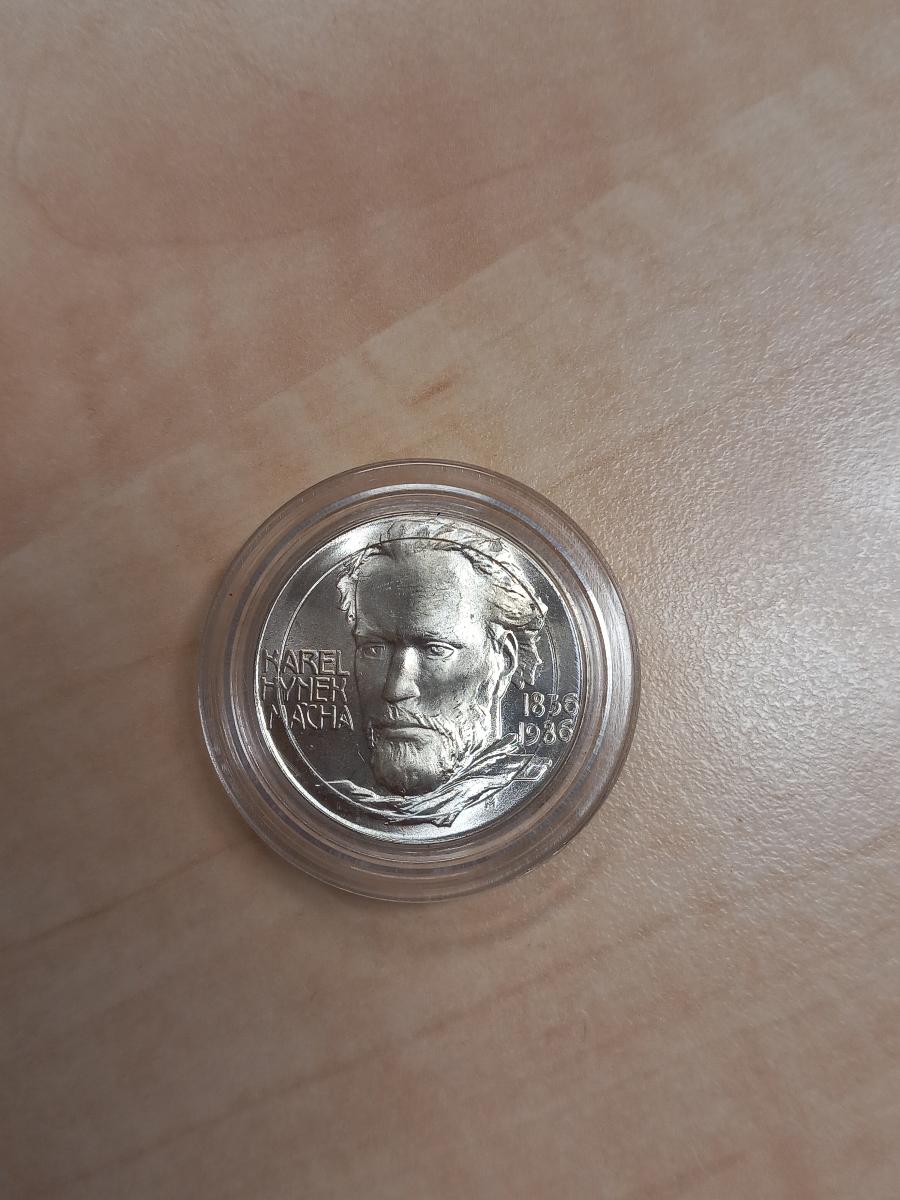 KAREL
HYNEK
MÁCHA
1836
1986